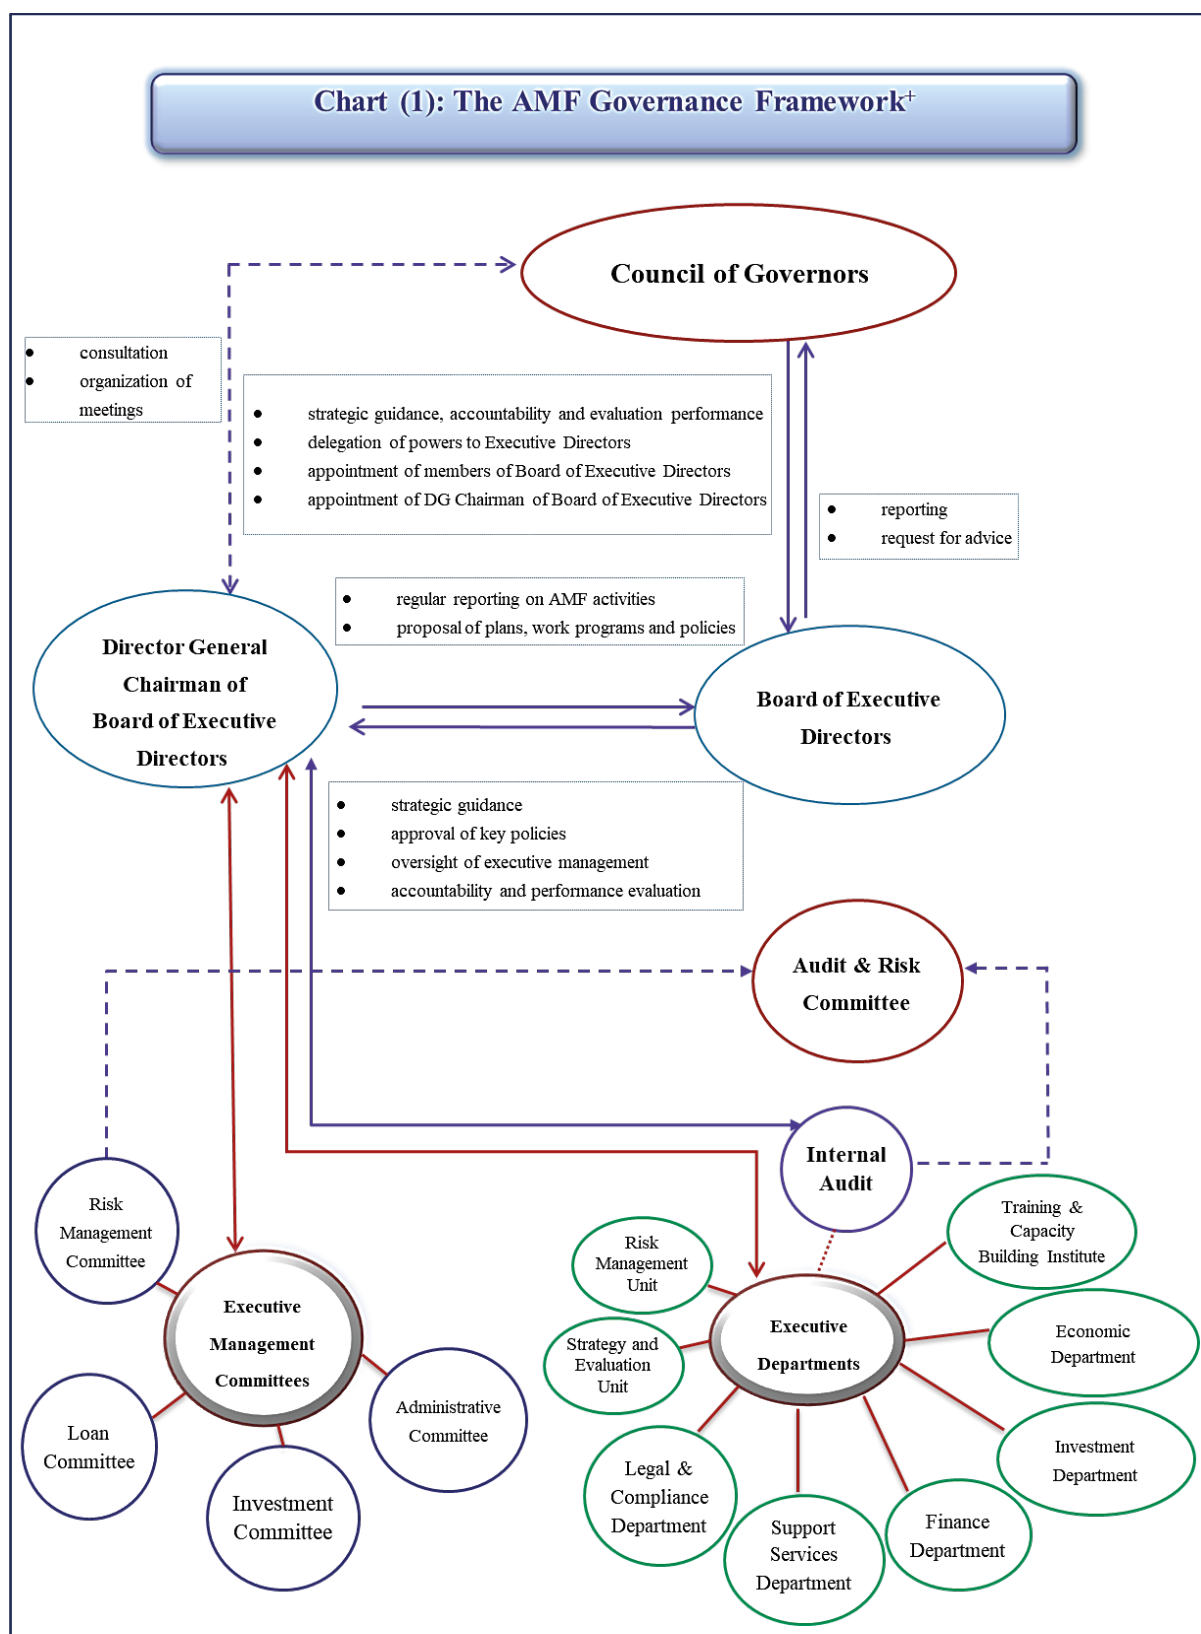 Chart (1): The AMF Governance Framework+
Council of Governors
• consultation
• organization of
meetings
• strategic guidance, accountability and evaluation performance
• delegation of powers to Executive Directors
• appointment of members of Board of Executive Directors
• appointment of DG Chairman of Board of Executive Directors
• reporting
• request for advice
• regular reporting on AMF activities
• proposal of plans, work programs and policies
Director General
Chairman of
Board of Executive
Directors
Board of Executive
Directors
• strategic guidance
• approval of key policies
• oversight of executive management
• accountability and performance evaluation
Audit & Risk
Committee
Internal
Audit
Risk
Management
Committee
Executive
Management
Committees
Loan
Committee
Investment
Committee
Administrative
Committee
Risk
Management
Unit
Strategy and
Evaluation
Unit
Executive
Departments
Training &
Capacity
Building Institute
Economic
Department
Investment
Department
Finance
Department
Support
Services
Department
Legal &
Compliance
Department